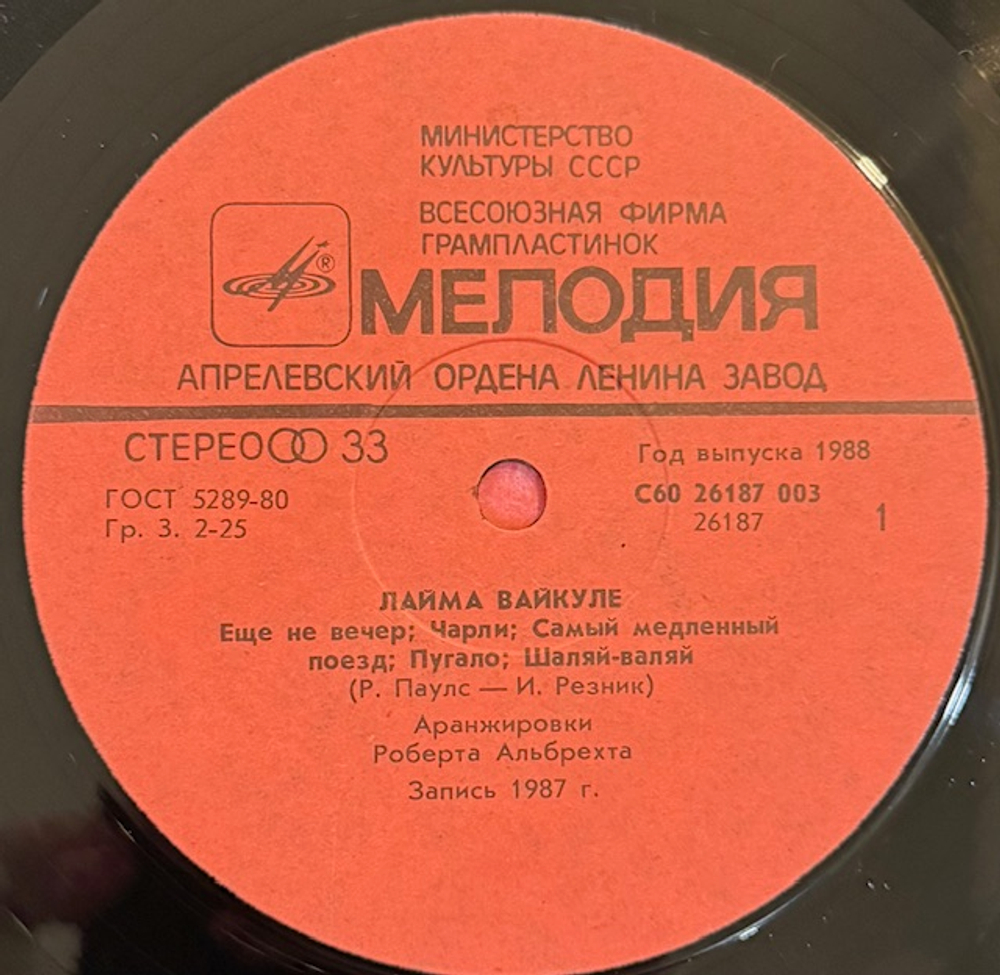 МИНИСТЕРСТВО
КУЛЬТУРЫ СССР
ВСЕСОЮЗНАЯ ФИРМА
ГРАМПЛАСТИНОК
®
МЕЛОДИЯ
АПРЕЛЕВСКИЙ ОРДЕНА ЛЕНИНА ЗАВОД
СТЕРЕО 33
ГОСТ 5289-80
Гр. 3. 2-25
Год выпуска 1988
С60 26187 003
26187 1
ЛАЙМА ВАЙКУЛЕ
Еще не вечер; Чарли; Самый медленный
поезд; Пугало; Шаляй-валяй
(Р. Паулс — И. Резник)
Аранжировки
Роберта Альбрехта
Запись 1987 г.